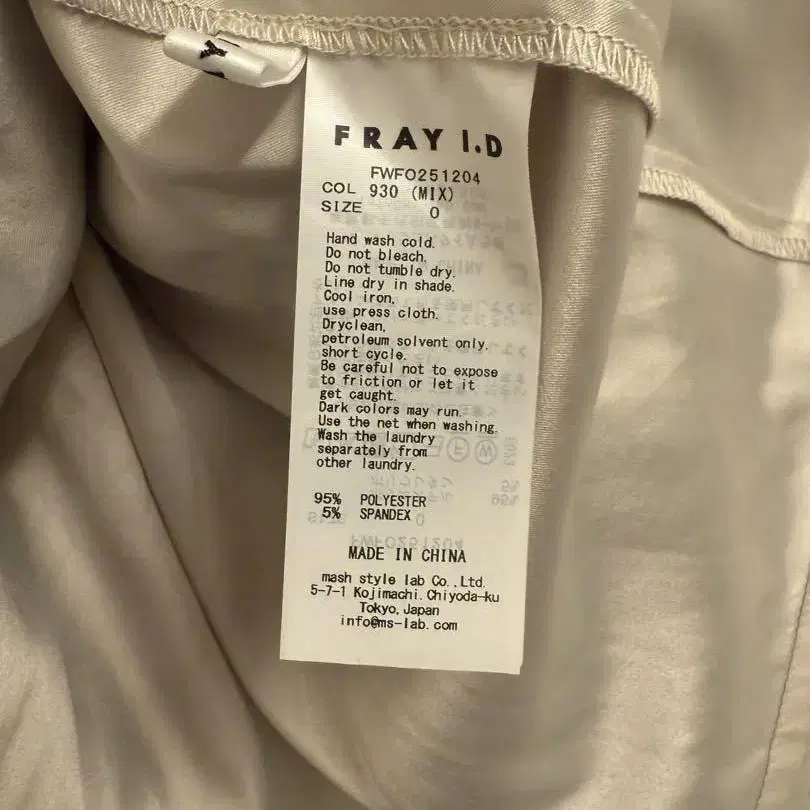 FRAY I.D
FWFO251204
COL 930 (MIX)
SIZE 0
Hand wash cold.
Do not bleach.
Do not tumble dry.
Line dry in shade.
Cool iron,
use press cloth.
Dryclean,
petroleum solvent only.
short cycle.
Be careful not to expose
to friction or let it
get caught.
Dark colors may run.
Use the net when washing.
Wash the laundry
separately from
other laundry.
95% POLYESTER
5% SPANDEX
MADE IN CHINA
mash style lab Co.,Ltd.
5-7-1 Kojimachi, Chiyoda-ku
Tokyo, Japan
info@ms-lab.com